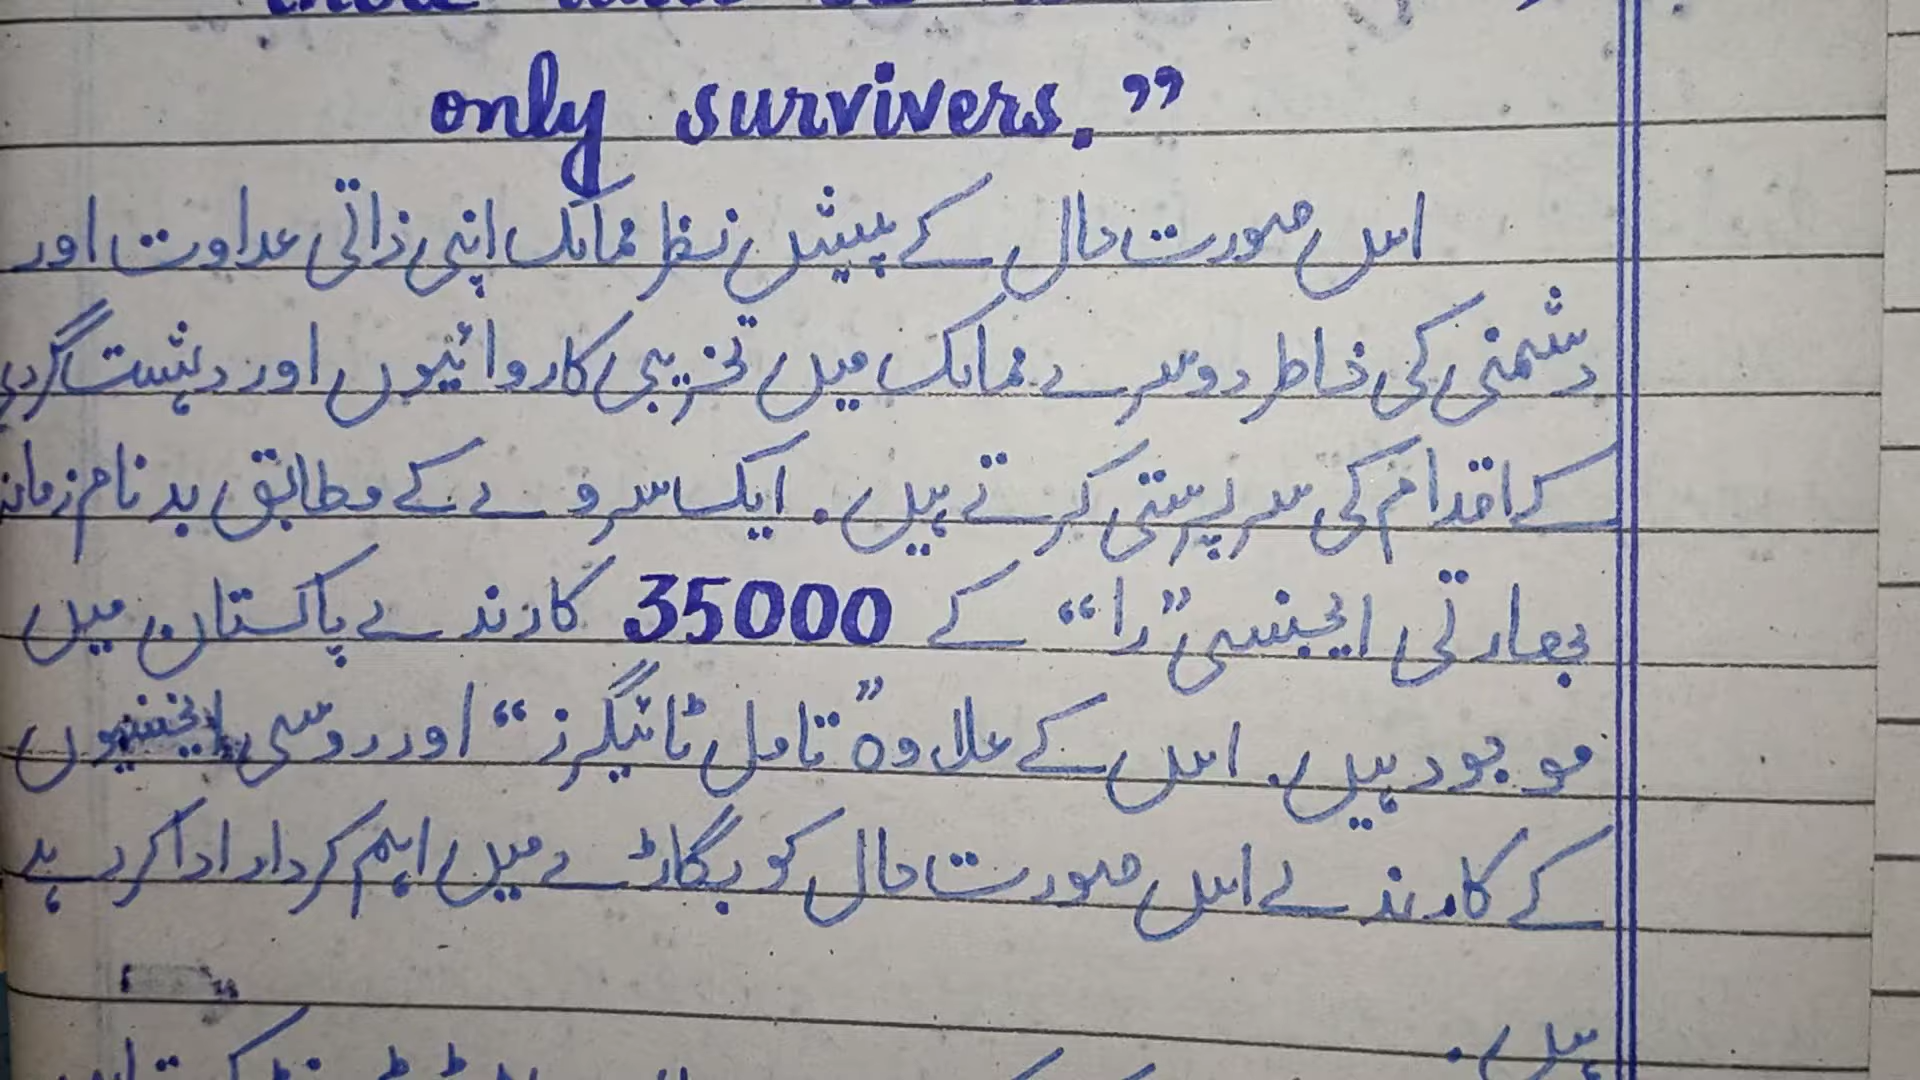 only survivers.”
اس صورت حال کے پیش نظر ممالک اپنی ذاتی عداوت اور
دشمنی کی خاطر دوسرے ممالک میں تخریبی کاروائیوں اور دہشت گردی
کے اقدام کی سرپرستی کرتے ہیں۔ ایک سروے کے مطابق بدنام زمانہ
بھارتی ایجنسی ”را“ کے 35000 کارندے پاکستان میں
موجود ہیں۔ اس کے علاوہ ”تامل ٹائیگرز“ اور روسی ایجنسیوں
کے کارندے اس صورت حال کو بگاڑنے میں اہم کردار ادا کر رہے
ہیں۔